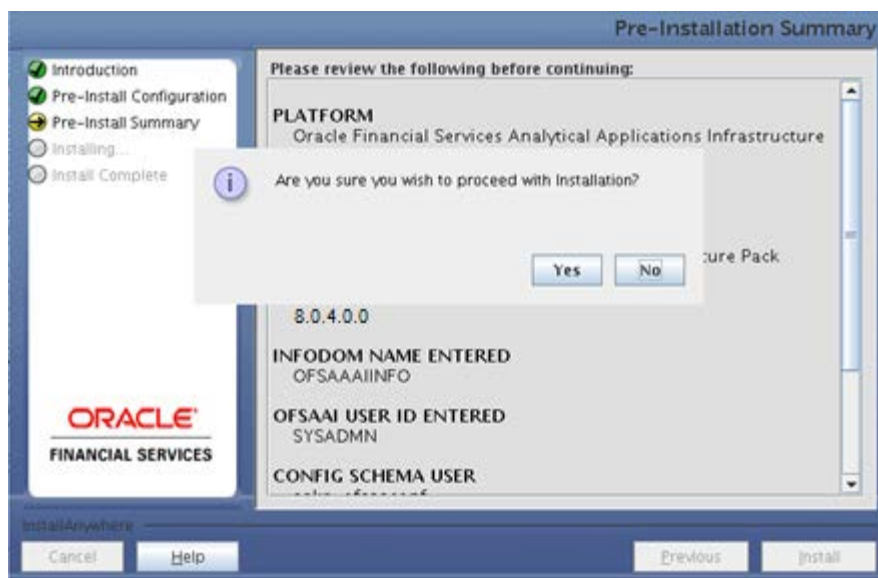 Pre-Installation Summary
Introduction
Pre-Install Configuration
Pre-Install Summary
Installing...
Install Complete
ORACLE'
FINANCIAL SERVICES
Please review the following before continuing:
PLATFORM
Oracle Financial Services Analytical Applications Infrastructure
Are you sure you wish to proceed with Installation?
Yes
No
ture Pack
8.0.4.0.0
INFODOM NAME ENTERED
OFSAAAIINFO
OFSAAI USER ID ENTERED
SYSADMN
CONFIG SCHEMA USER
InstallAnywhere
Cancel
Help
Previous
Install